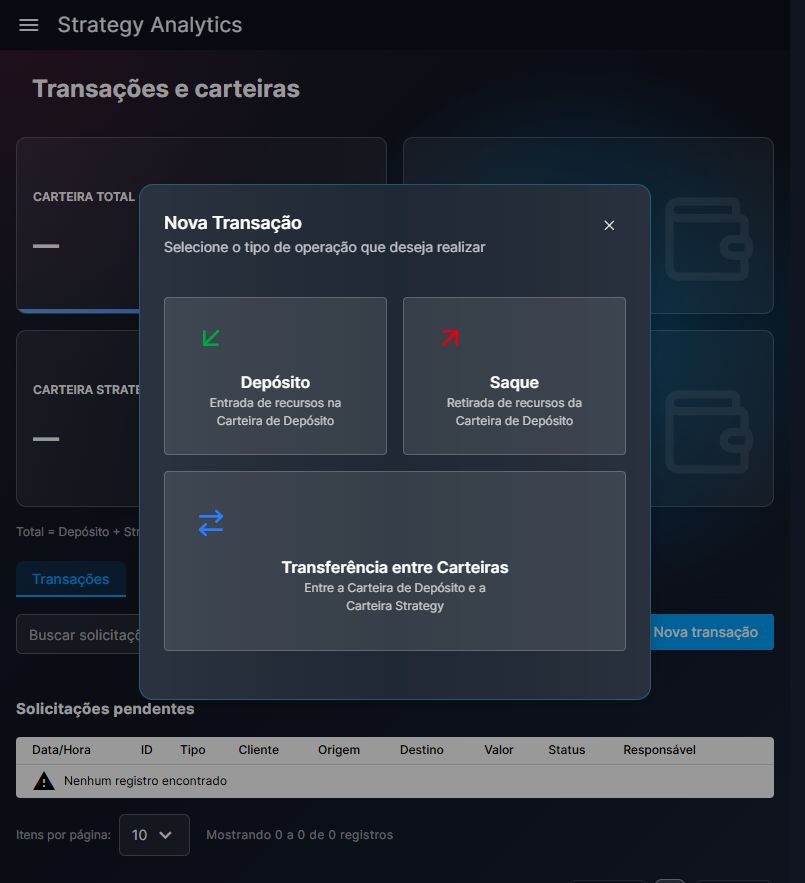 Strategy Analytics
Transações e carteiras
CARTEIRA TOTAL
—
CARTEIRA STRATE
—
Nova Transação
Selecione o tipo de operação que deseja realizar
Depósito
Entrada de recursos na
Carteira de Depósito
Saque
Retirada de recursos da
Carteira de Depósito
Transferência entre Carteiras
Entre a Carteira de Depósito e a
Carteira Strategy
Total = Depósito + Str
Transações
Buscar solicitaçõ
Nova transação
Solicitações pendentes
Data/Hora ID Tipo Cliente Origem Destino Valor Status Responsável
Nenhum registro encontrado
Itens por página: 10 Mostrando 0 a 0 de 0 registros